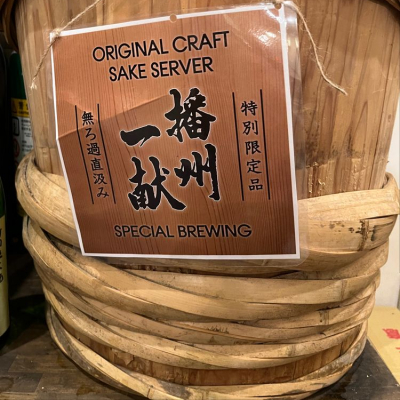 ORIGINAL CRAFT
SAKE SERVER
特別限定品
播州
一献
無ろ過直汲み
SPECIAL BREWING